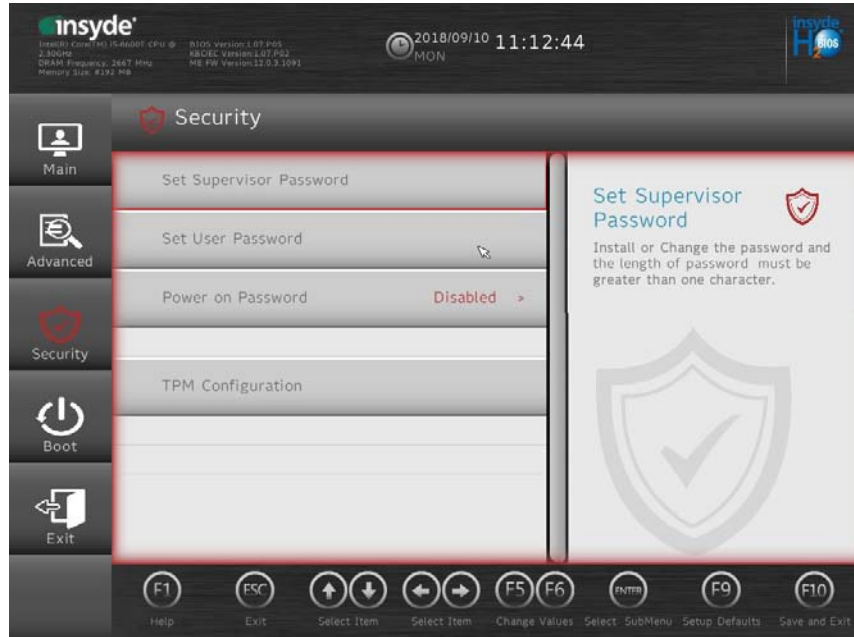 insyde®
Intel(R) Core(TM) i5-8600T CPU @
2.30GHz
DRAM Frequency: 2667 MHz
Memory Size: 8192 MB
BIOS Version:1.07.P05
KBC/EC Version:1.07.P02
ME FW Version:12.0.3.1091
2018/09/10 11:12:44
MON
insyde
H2O
BIOS
Security
Main
Advanced
Security
Boot
Exit
Set Supervisor Password
Set User Password
Power on Password Disabled >
TPM Configuration
Set Supervisor
Password
Install or Change the password and
the length of password must be
greater than one character.
F1 ESC F5 F6 ENTER F9 F10
Help Exit Select Item Select Item Change Values Select SubMenu Setup Defaults Save and Exit